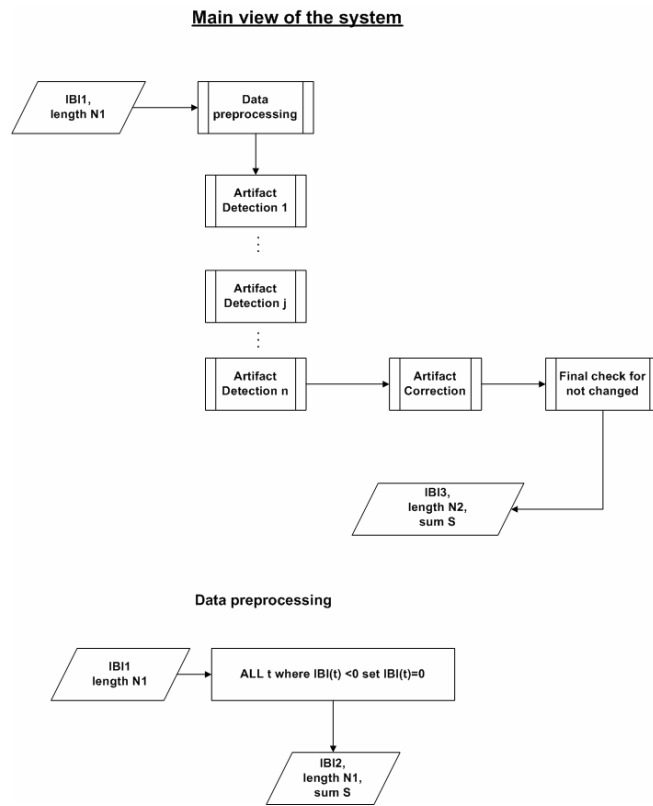 Main view of the system
IBI1,
length N1
Data
preprocessing
Artifact
Detection 1
Artifact
Detection j
Artifact
Detection n
Artifact
Correction
Final check for
not changed
IBI3,
length N2,
sum S
Data preprocessing
IBI1
length N1
ALL t where IBI(t) <0 set IBI(t)=0
IBI2,
length N1,
sum S